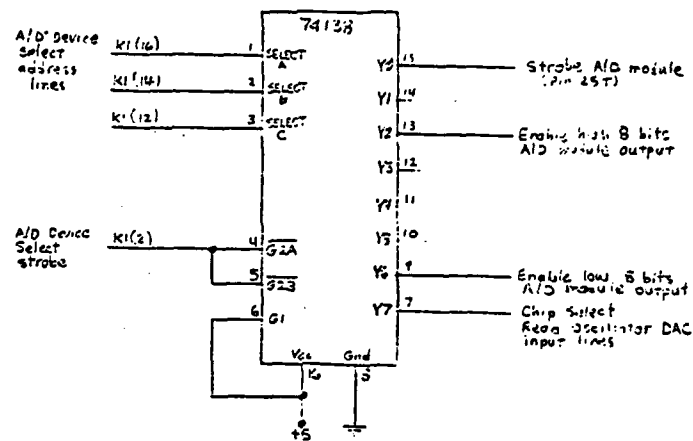 74138
A/D Device
Select
address
lines
K1(16)
1
SELECT
A
K1(14)
2
SELECT
B
K1(12)
3
SELECT
C
A/D Device
Select
strobe
K1(2)
4
G2A
5
G2B
6
G1
Vcc
16
Gnd
8
+5
Y0
15
Strobe A/D module
(Pin 25T)
Y1
14
Y2
13
Enable high 8 bits
A/D module output
Y3
12
Y4
11
Y5
10
Y6
9
Enable low 8 bits
A/D module output
Y7
7
Chip Select
Read Oscillator DAC
input lines